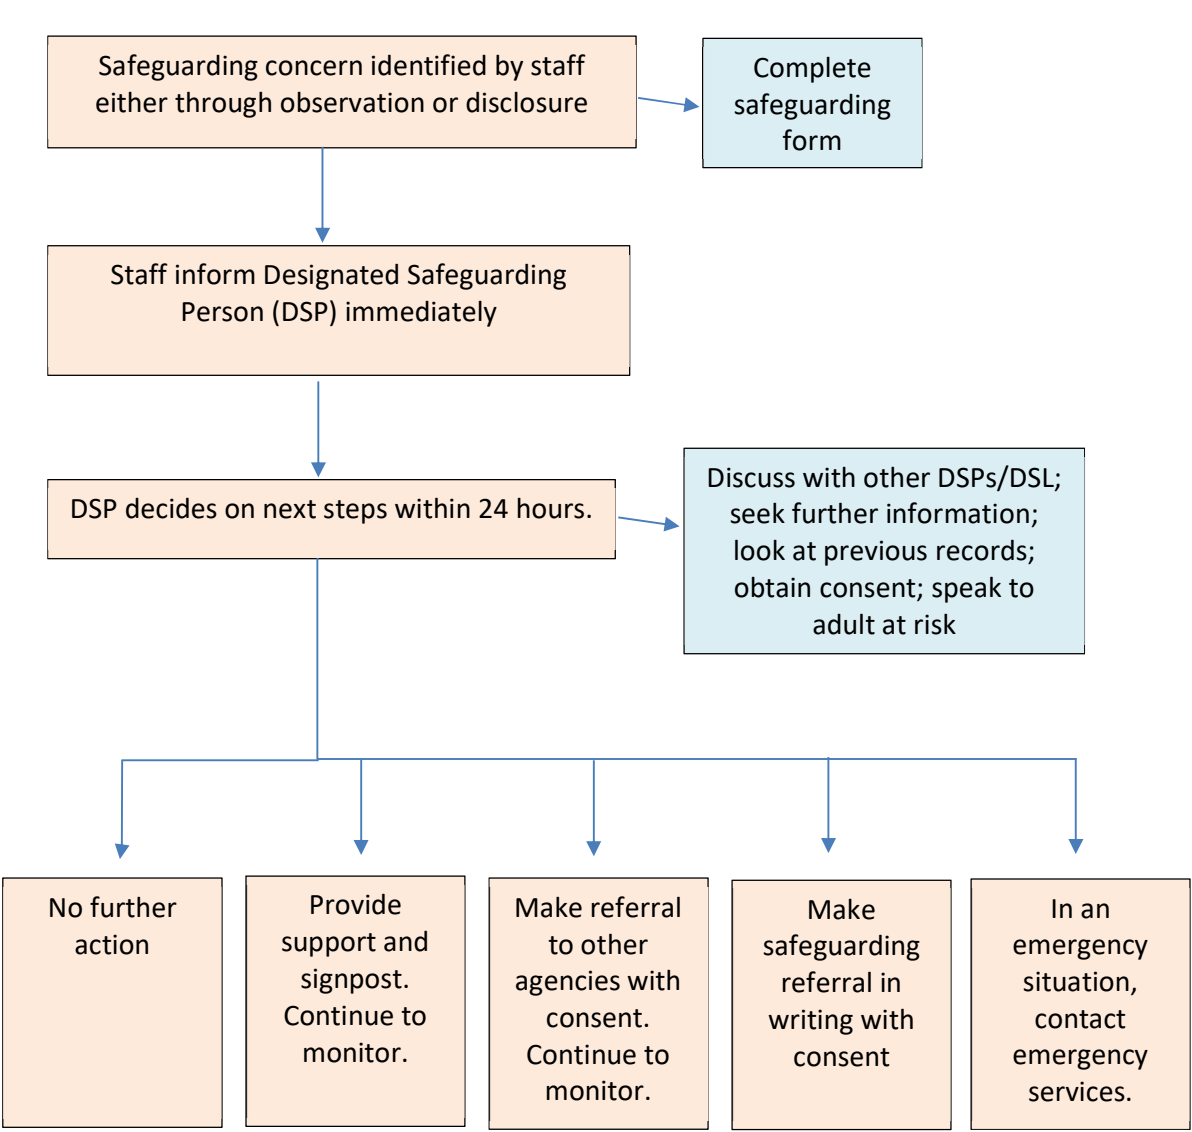 Safeguarding concern identified by staff
either through observation or disclosure
Complete
safeguarding
form
Staff inform Designated Safeguarding
Person (DSP) immediately
DSP decides on next steps within 24 hours.
Discuss with other DSPs/DSL;
seek further information;
look at previous records;
obtain consent; speak to
adult at risk
No further
action
Provide
support and
signpost.
Continue to
monitor.
Make referral
to other
agencies with
consent.
Continue to
monitor.
Make
safeguarding
referral in
writing with
consent
In an
emergency
situation,
contact
emergency
services.